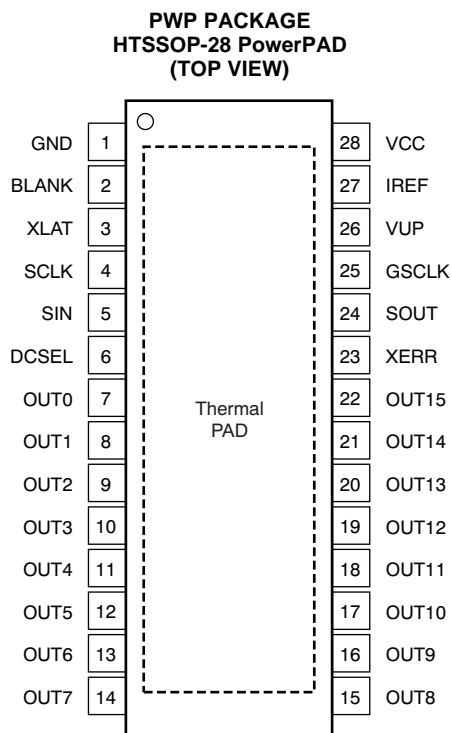 PWP PACKAGE
HTSSOP-28 PowerPAD
(TOP VIEW)
GND 1 28 VCC
BLANK 2 27 IREF
XLAT 3 26 VUP
SCLK 4 25 GSCLK
SIN 5 24 SOUT
DCSEL 6 23 XERR
OUT0 7 22 OUT15
Thermal
PAD
OUT1 8 21 OUT14
OUT2 9 20 OUT13
OUT3 10 19 OUT12
OUT4 11 18 OUT11
OUT5 12 17 OUT10
OUT6 13 16 OUT9
OUT7 14 15 OUT8